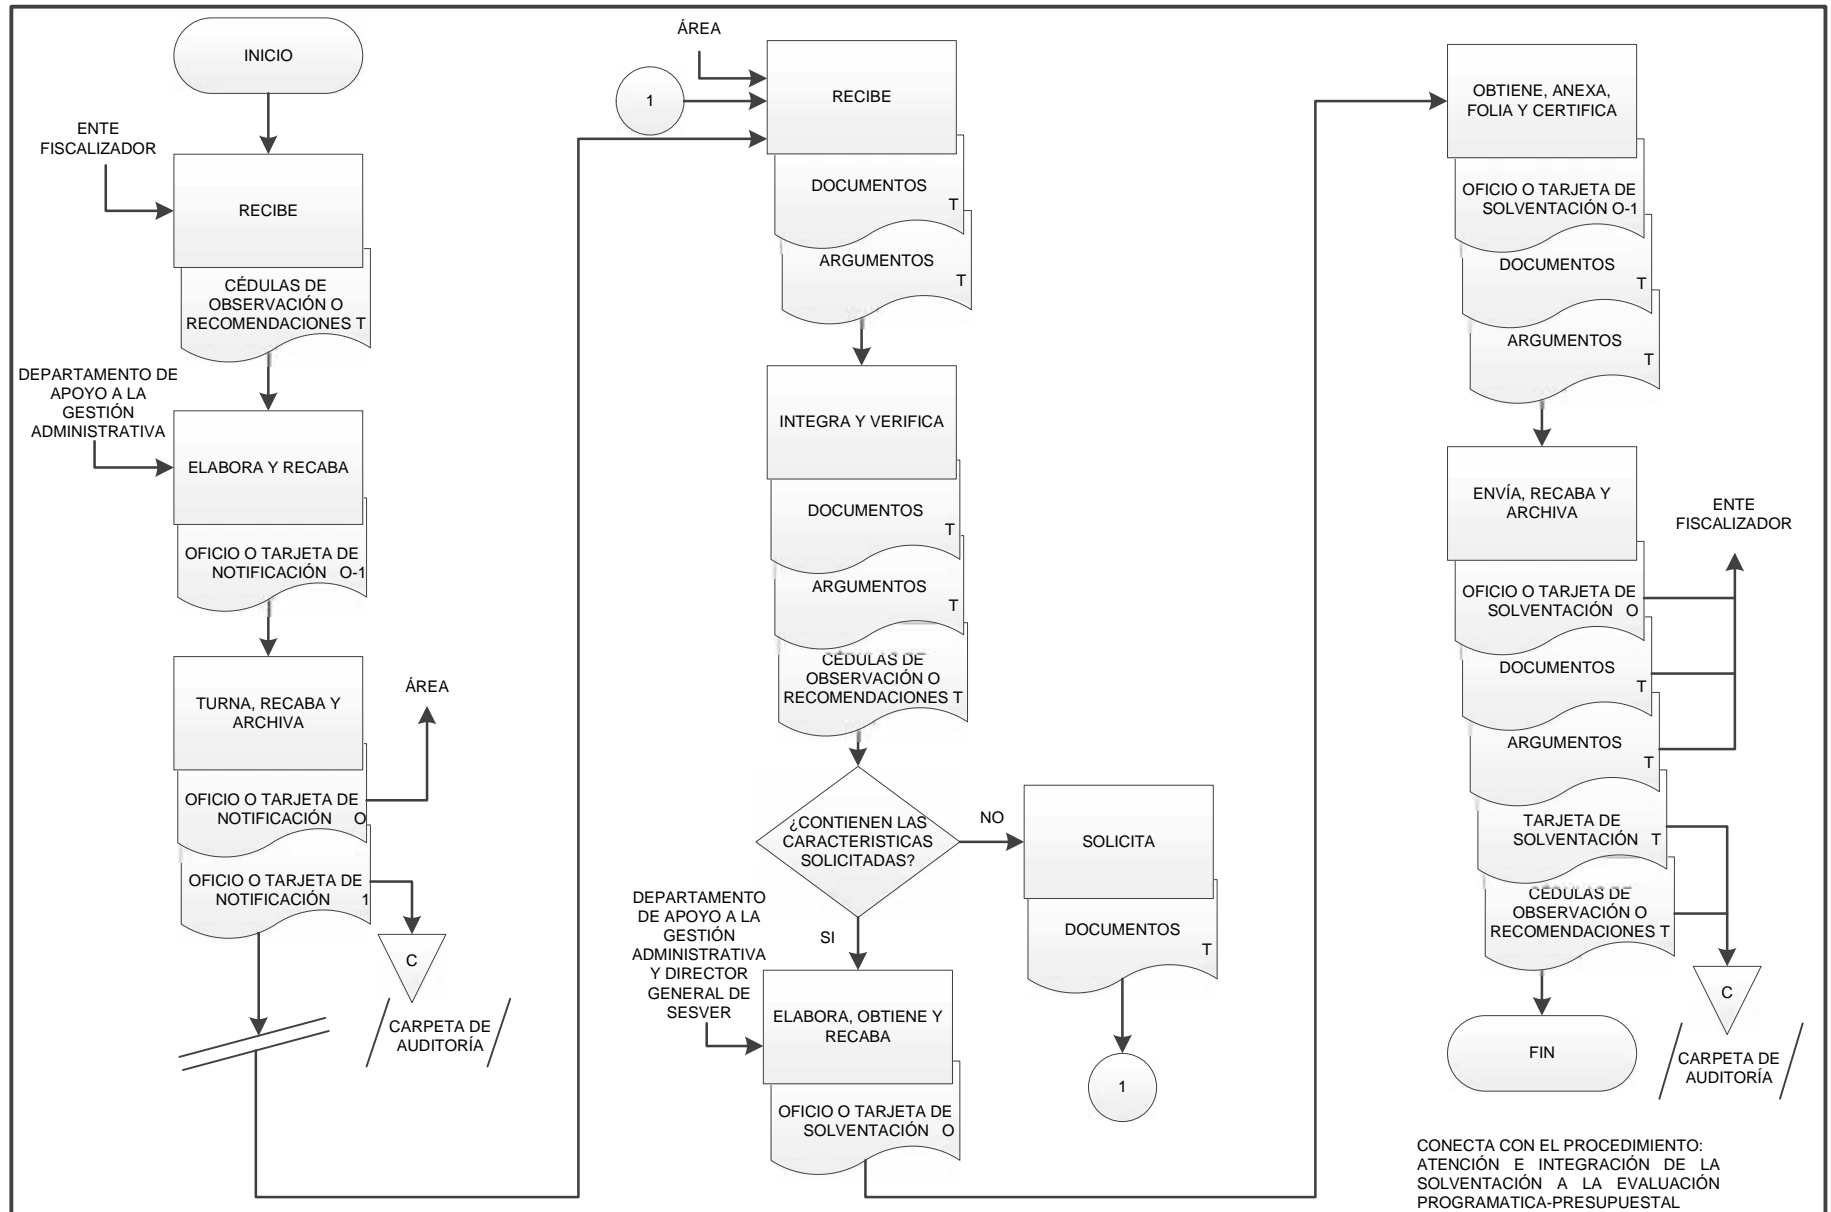 INICIO
ENTE
FISCALIZADOR
RECIBE
CÉDULAS DE
OBSERVACIÓN O
RECOMENDACIONES T
DEPARTAMENTO DE
APOYO A LA
GESTIÓN
ADMINISTRATIVA
ELABORA Y RECABA
OFICIO O TARJETA DE
NOTIFICACIÓN O-1
TURNA, RECABA Y
ARCHIVA
ÁREA
OFICIO O TARJETA DE
NOTIFICACIÓN O
OFICIO O TARJETA DE
NOTIFICACIÓN 1
C
CARPETA DE
AUDITORÍA
ÁREA
1
RECIBE
DOCUMENTOS
T
ARGUMENTOS
T
INTEGRA Y VERIFICA
DOCUMENTOS
T
ARGUMENTOS
T
CÉDULAS DE
OBSERVACIÓN O
RECOMENDACIONES T
¿CONTIENEN LAS
CARACTERISTICAS
SOLICITADAS?
NO
SOLICITA
DOCUMENTOS
T
1
SI
DEPARTAMENTO
DE APOYO A LA
GESTIÓN
ADMINISTRATIVA
Y DIRECTOR
GENERAL DE
SESVER
ELABORA, OBTIENE Y
RECABA
OFICIO O TARJETA DE
SOLVENTACIÓN O
OBTIENE, ANEXA,
FOLIA Y CERTIFICA
OFICIO O TARJETA DE
SOLVENTACIÓN O-1
DOCUMENTOS
T
ARGUMENTOS
T
ENVÍA, RECABA Y
ARCHIVA
ENTE
FISCALIZADOR
OFICIO O TARJETA DE
SOLVENTACIÓN O
DOCUMENTOS
T
ARGUMENTOS
T
TARJETA DE
SOLVENTACIÓN T
CÉDULAS DE
OBSERVACIÓN O
RECOMENDACIONES T
C
CARPETA DE
AUDITORÍA
FIN
CONECTA CON EL PROCEDIMIENTO:
ATENCIÓN E INTEGRACIÓN DE LA
SOLVENTACIÓN A LA EVALUACIÓN
PROGRAMATICA-PRESUPUESTAL